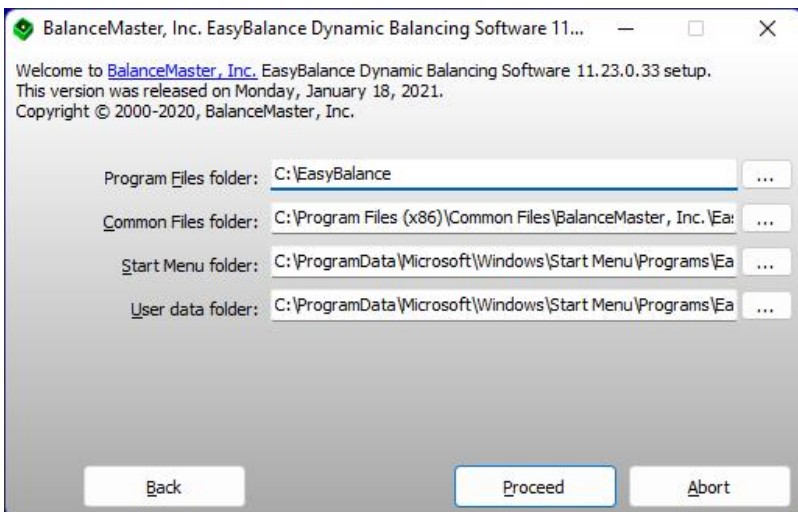 BalanceMaster, Inc. EasyBalance Dynamic Balancing Software 11...
Welcome to BalanceMaster, Inc. EasyBalance Dynamic Balancing Software 11.23.0.33 setup.
This version was released on Monday, January 18, 2021.
Copyright © 2000-2020, BalanceMaster, Inc.
Program Files folder: C:\EasyBalance ...
Common Files folder: C:\Program Files (x86)\Common Files\BalanceMaster, Inc.\Eas ...
Start Menu folder: C:\ProgramData\Microsoft\Windows\Start Menu\Programs\Ea ...
User data folder: C:\ProgramData\Microsoft\Windows\Start Menu\Programs\Ea ...
Back Proceed Abort